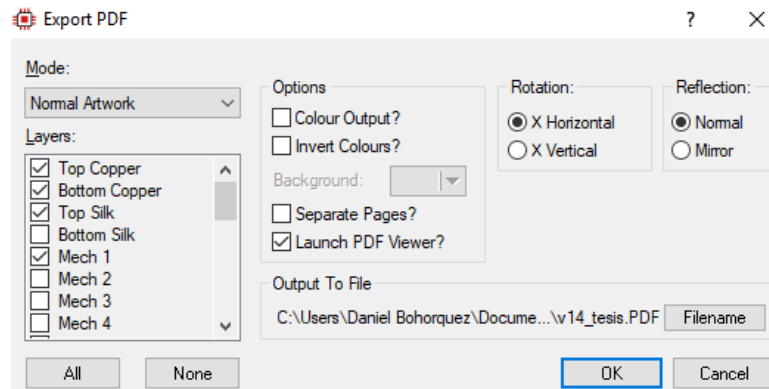 Export PDF
?
Mode:
Normal Artwork
Layers:
Top Copper
Bottom Copper
Top Silk
Bottom Silk
Mech 1
Mech 2
Mech 3
Mech 4
All
None
Options
Colour Output?
Invert Colours?
Background:
Separate Pages?
Launch PDF Viewer?
Rotation:
X Horizontal
X Vertical
Reflection:
Normal
Mirror
Output To File
C:\Users\Daniel Bohorquez\Docume...\v14_tesis.PDF
Filename
OK
Cancel